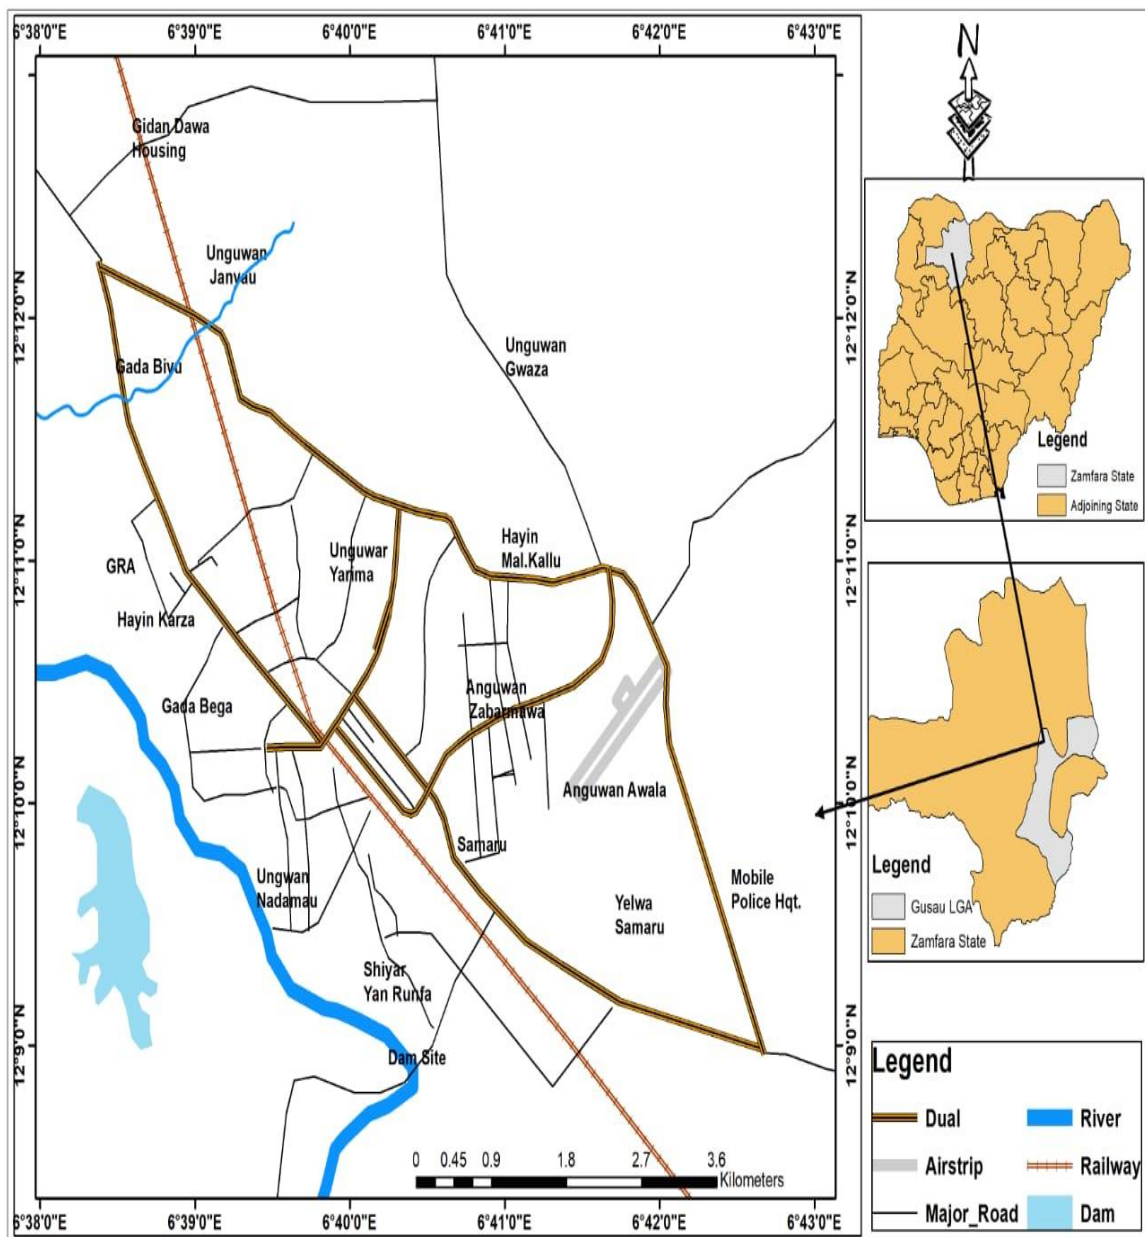 6°38'0"E 6°39'0"E 6°40'0"E 6°41'0"E 6°42'0"E 6°43'0"E
N
Gidan Dawa
Housing
Unguwan
Janyau
12°12'0"N
12°12'0"N
Unguwan
Gwaza
Gada Biyu
Legend
Zamfara State
Adjoining State
Hayin
Mal.Kallu
Unguwar
Yarima
12°11'0"N
12°11'0"N
GRA
Hayin Karza
Anguwan
Zabarmawa
Gada Bega
Anguwan Awala
12°10'0"N
12°10'0"N
Samaru
Ungwan
Nadamau
Mobile
Police Hqt.
Yelwa
Samaru
Legend
Gusau LGA
Zamfara State
Shiyar
Yan Runfa
Dam Site
12°9'0"N
12°9'0"N
Legend
Dual
River
Airstrip
Railway
Major_Road
Dam
0 0.45 0.9 1.8 2.7 3.6
Kilometers
6°38'0"E 6°39'0"E 6°40'0"E 6°41'0"E 6°42'0"E 6°43'0"E